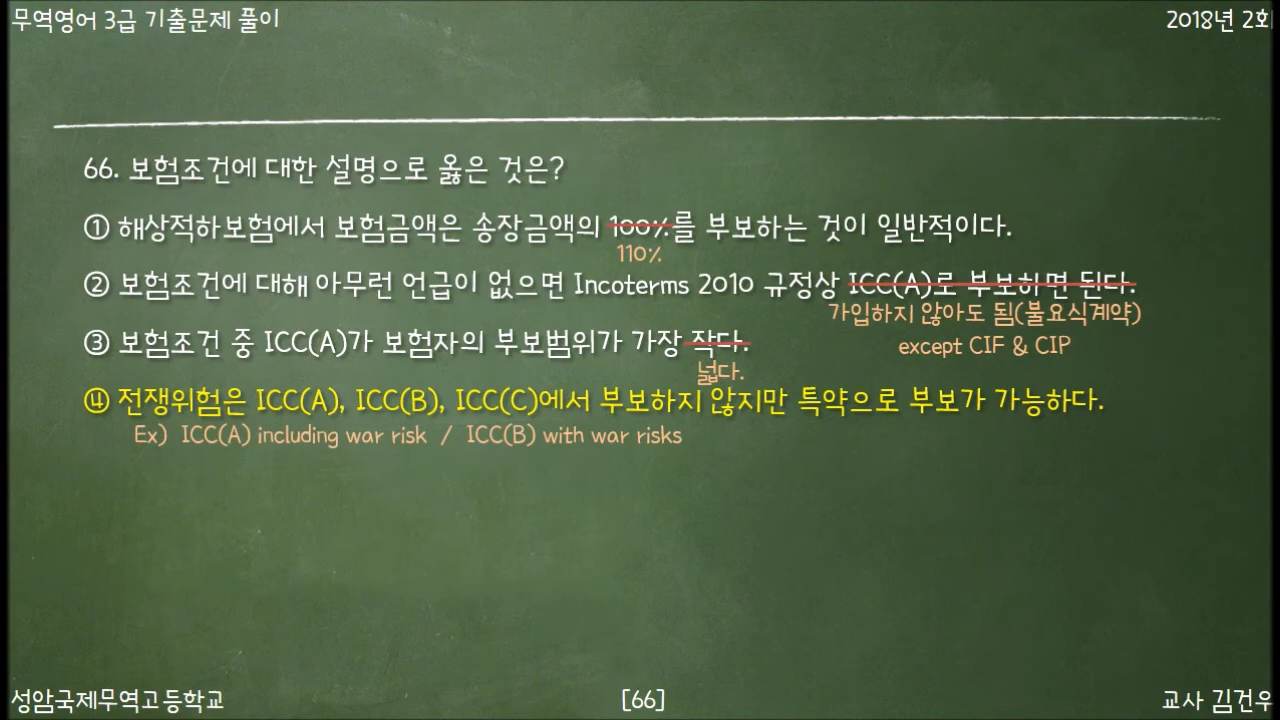 무역영어 3급 기출문제 풀이
2018년 2회
66. 보험조건에 대한 설명으로 옳은 것은?
① 해상적하보험에서 보험금액은 송장금액의 100%를 부보하는 것이 일반적이다.
110%
② 보험조건에 대해 아무런 언급이 없으면 Incoterms 2010 규정상 ICC(A)로 부보하면 된다.
가입하지 않아도 됨(불요식계약)
except CIF & CIP
③ 보험조건 중 ICC(A)가 보험자의 부보범위가 가장 작다.
넓다.
④ 전쟁위험은 ICC(A), ICC(B), ICC(C)에서 부보하지 않지만 특약으로 부보가 가능하다.
Ex) ICC(A) including war risk / ICC(B) with war risks
성암국제무역고등학교
[66]
교사 김건우